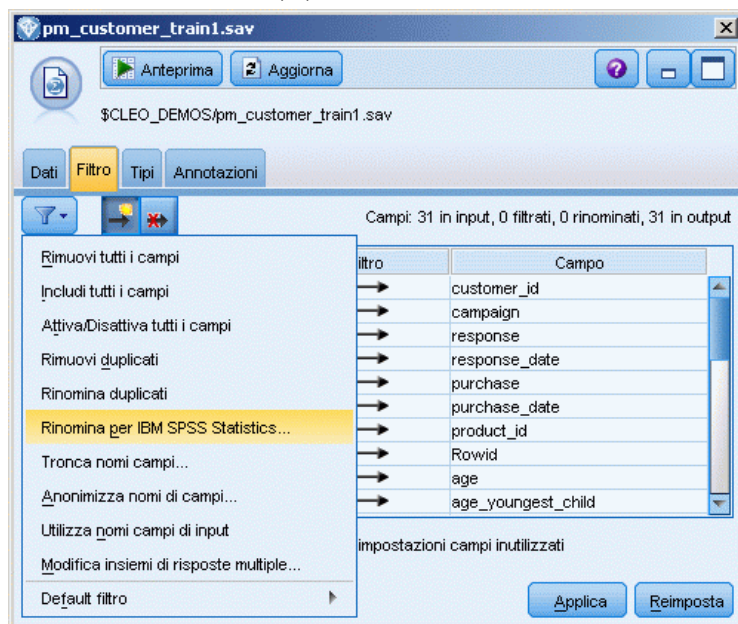 pm_customer_train1.sav
Anteprima
Aggiorna
$CLEO_DEMOS/pm_customer_train1.sav
Dati
Filtro
Tipi
Annotazioni
Campi: 31 in input, 0 filtrati, 0 rinominati, 31 in output
Rimuovi tutti i campi
Includi tutti i campi
Attiva/Disattiva tutti i campi
Rimuovi duplicati
Rinomina duplicati
Rinomina per IBM SPSS Statistics...
Tronca nomi campi...
Anonimizza nomi di campi...
Utilizza nomi campi di input
Modifica insiemi di risposte multiple...
Default filtro
iltro
Campo
customer_id
campaign
response
response_date
purchase
purchase_date
product_id
Rowid
age
age_youngest_child
impostazioni campi inutilizzati
Applica
Reimposta